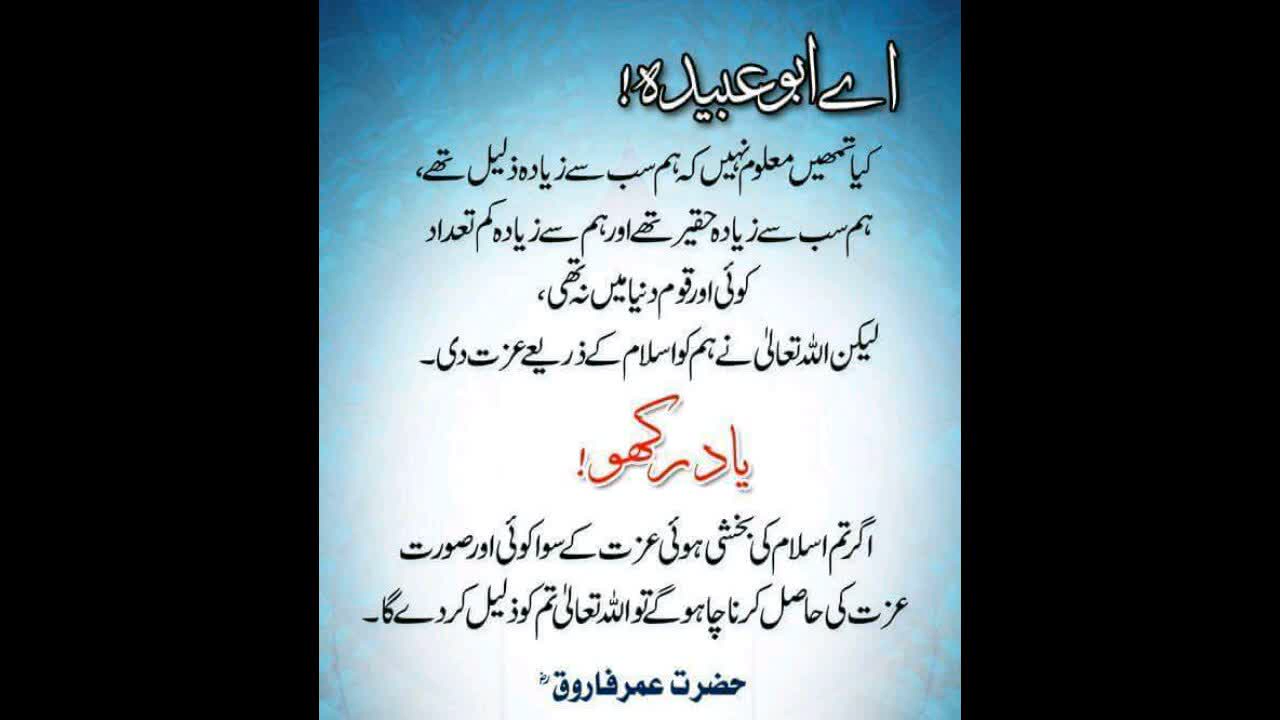 اے ابو عبیدہ!
کیا تمھیں معلوم نہیں کہ ہم سب سے زیادہ ذلیل تھے،
ہم سب سے زیادہ حقیر تھے اور ہم سے زیادہ کم تعداد
کوئی اور قوم دنیا میں نہ تھی،
لیکن اللہ تعالیٰ نے ہم کو اسلام کے ذریعے عزت دی۔
یاد رکھو!
اگر تم اسلام کی بخشی ہوئی عزت کے سوا کوئی اور صورت
عزت کی حاصل کرنا چاہو گے تو اللہ تعالیٰ تم کو ذلیل کر دے گا۔
حضرت عمر فاروقؓ